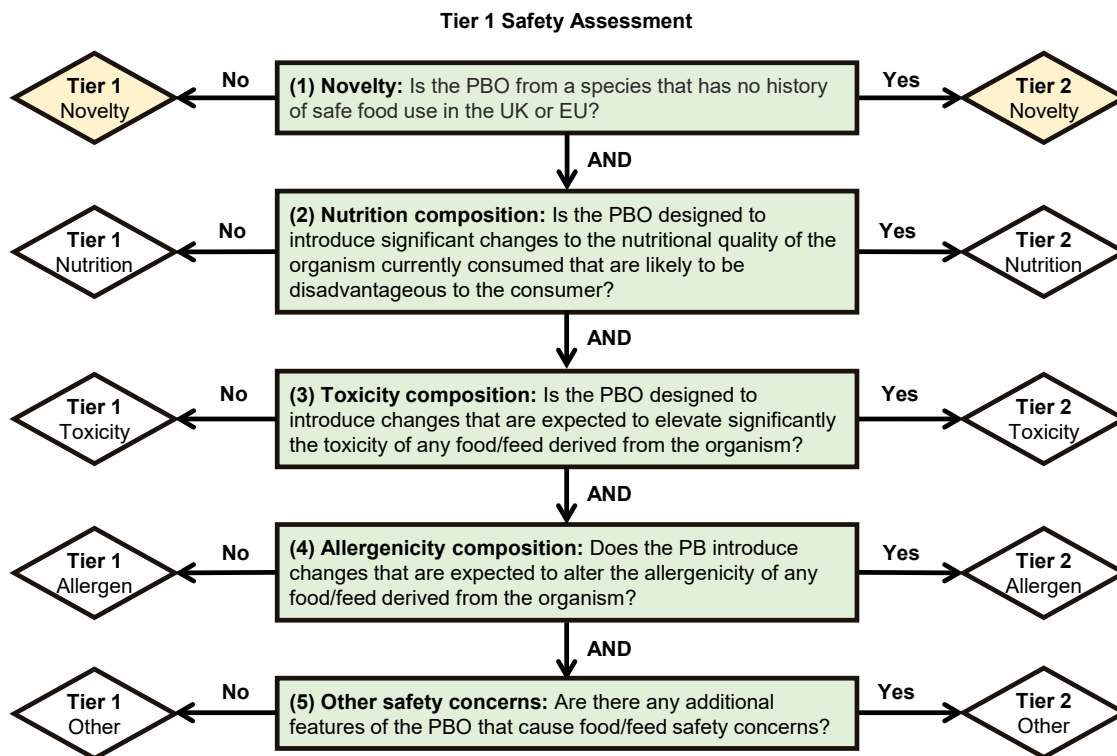 Tier 1 Safety Assessment
Tier 1
Novelty
No
(1) Novelty: Is the PBO from a species that has no history
of safe food use in the UK or EU?
Yes
Tier 2
Novelty
AND
Tier 1
Nutrition
No
(2) Nutrition composition: Is the PBO designed to
introduce significant changes to the nutritional quality of the
organism currently consumed that are likely to be
disadvantageous to the consumer?
Yes
Tier 2
Nutrition
AND
Tier 1
Toxicity
No
(3) Toxicity composition: Is the PBO designed to
introduce changes that are expected to elevate significantly
the toxicity of any food/feed derived from the organism?
Yes
Tier 2
Toxicity
AND
Tier 1
Allergen
No
(4) Allergenicity composition: Does the PB introduce
changes that are expected to alter the allergenicity of any
food/feed derived from the organism?
Yes
Tier 2
Allergen
AND
Tier 1
Other
No
(5) Other safety concerns: Are there any additional
features of the PBO that cause food/feed safety concerns?
Yes
Tier 2
Other